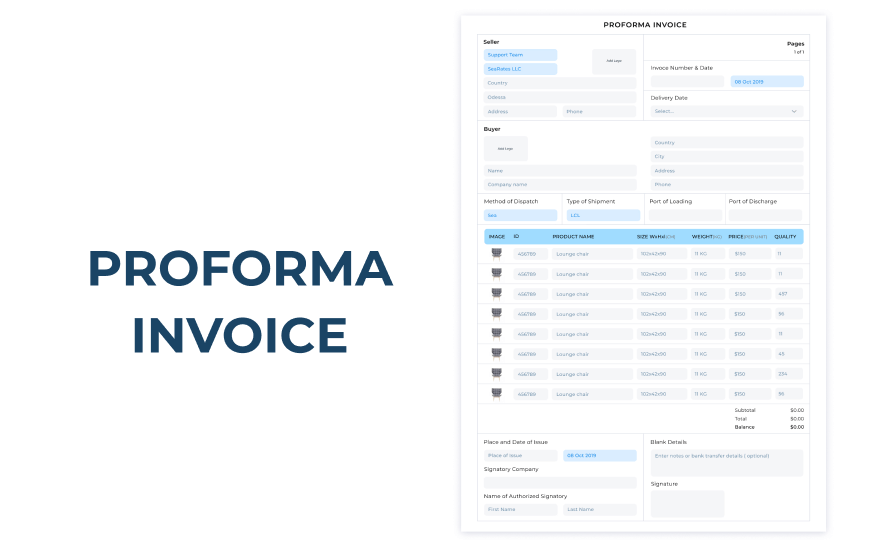 PROFORMA
INVOICE
PROFORMA INVOICE
Seller
Support Team
Add Logo
SeaRates LLC
Country
Odessa
Address Phone
Pages
1 of 1
Invoce Number & Date
08 Oct 2019
Delivery Date
Select...
Buyer
Add Logo
Name
Company name
Country
City
Address
Phone
Method of Dispatch Type of Shipment Port of Loading Port of Discharge
Sea LCL
IMAGE ID PRODUCT NAME SIZE WxHxl(CM) WEIGHT(KG) PRICE(PER UNIT) QUALITY
456789 Lounge chair 102x42x90 11 KG $150 11
456789 Lounge chair 102x42x90 11 KG $150 11
456789 Lounge chair 102x42x90 11 KG $150 487
456789 Lounge chair 102x42x90 11 KG $150 96
456789 Lounge chair 102x42x90 11 KG $150 11
456789 Lounge chair 102x42x90 11 KG $150 45
456789 Lounge chair 102x42x90 11 KG $150 294
456789 Lounge chair 102x42x90 11 KG $150 96
Subtotal $0.00
Total $0.00
Balance $0.00
Place and Date of Issue
Place of issue 08 Oct 2019
Signatory Company
Name of Authorized Signatory
First Name Last Name
Blank Details
Enter notes or bank transfer details ( optional)
Signature